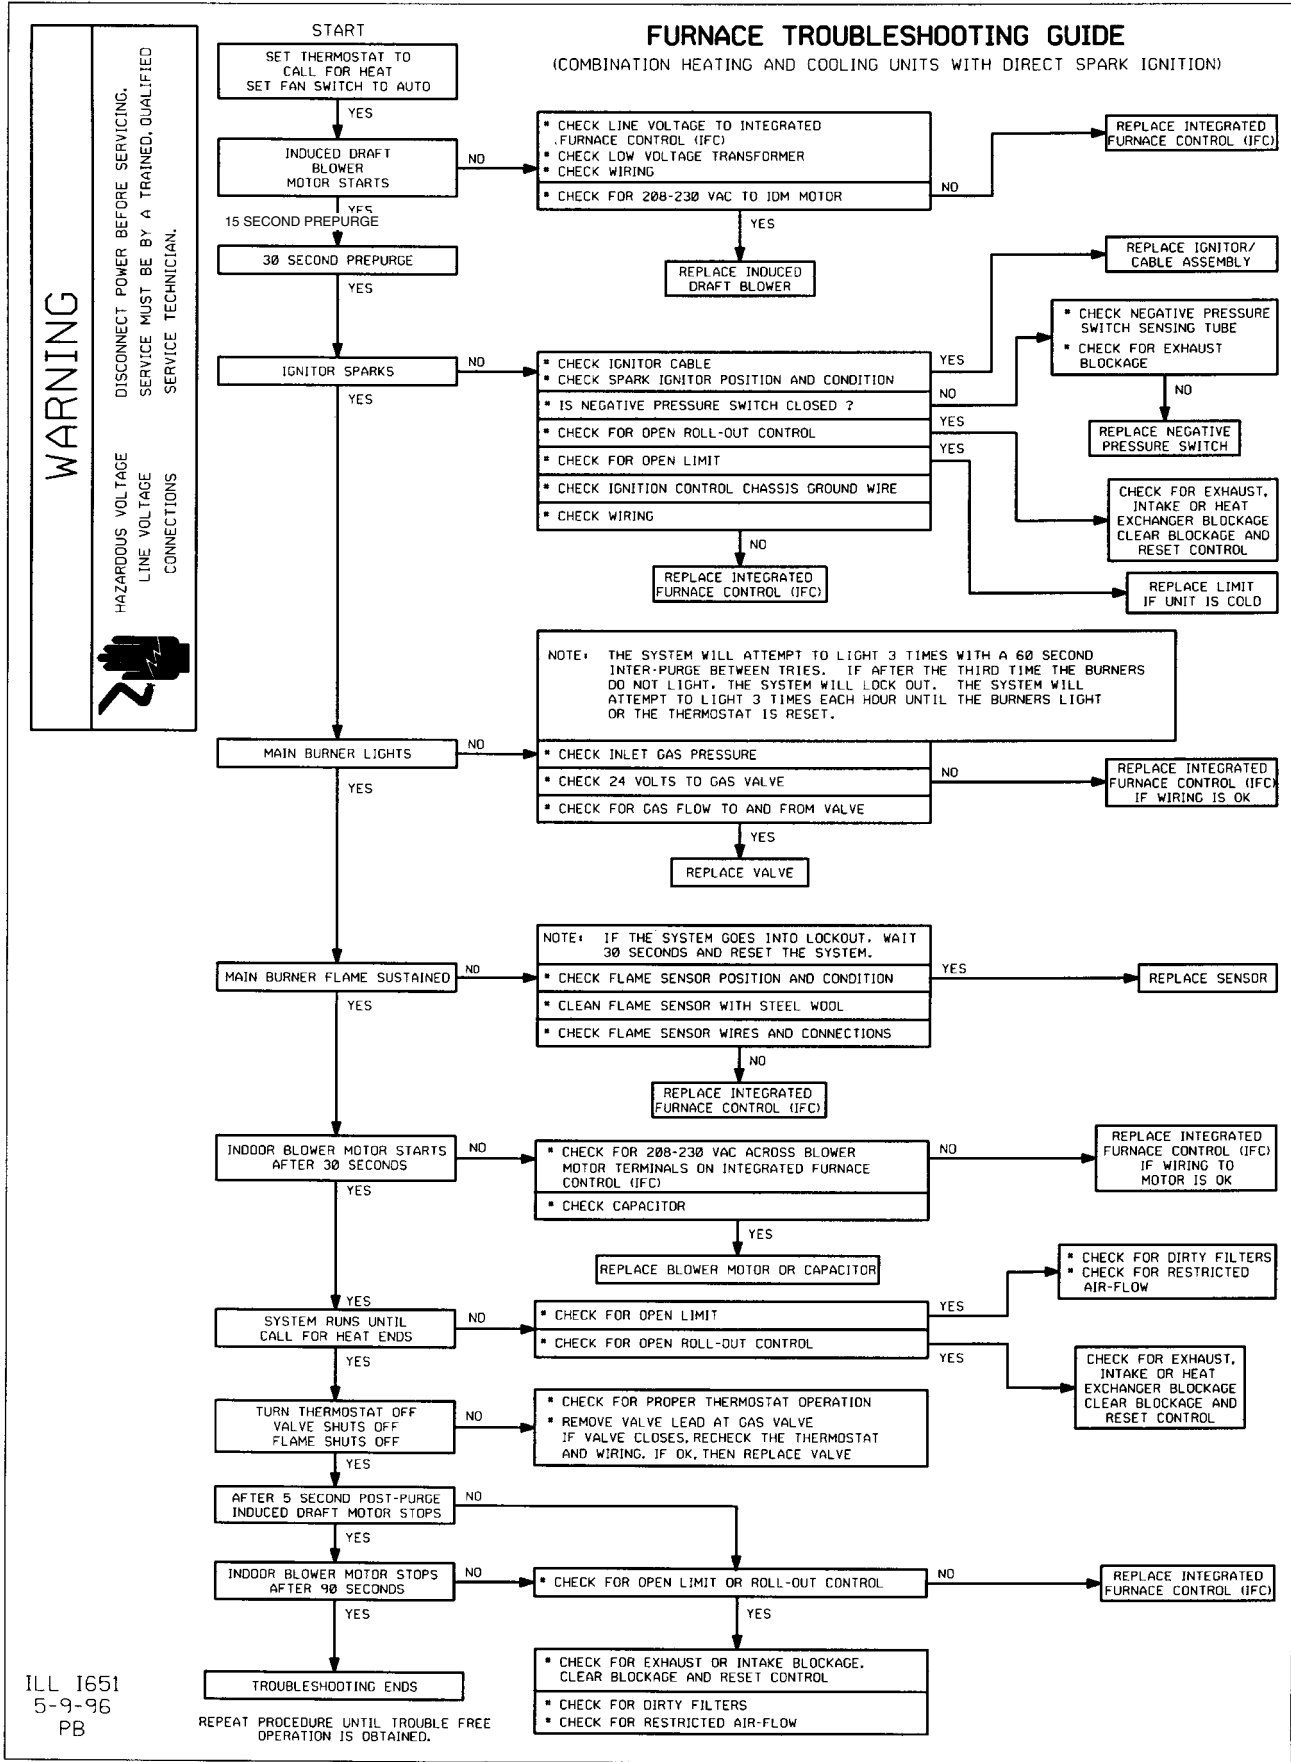 FURNACE TROUBLESHOOTING GUIDE
(COMBINATION HEATING AND COOLING UNITS WITH DIRECT SPARK IGNITION)
WARNING
HAZARDOUS VOLTAGE
LINE VOLTAGE
CONNECTIONS
DISCONNECT POWER BEFORE SERVICING.
SERVICE MUST BE BY A TRAINED, QUALIFIED
SERVICE TECHNICIAN.
START
SET THERMOSTAT TO
CALL FOR HEAT
SET FAN SWITCH TO AUTO
YES
INDUCED DRAFT
BLOWER
MOTOR STARTS
NO
* CHECK LINE VOLTAGE TO INTEGRATED
FURNACE CONTROL (IFC)
* CHECK LOW VOLTAGE TRANSFORMER
* CHECK WIRING
* CHECK FOR 208-230 VAC TO IDM MOTOR
NO
REPLACE INTEGRATED
FURNACE CONTROL (IFC)
YES
REPLACE INDUCED
DRAFT BLOWER
YES
15 SECOND PREPURGE
30 SECOND PREPURGE
YES
IGNITOR SPARKS
NO
* CHECK IGNITOR CABLE
* CHECK SPARK IGNITOR POSITION AND CONDITION
YES
REPLACE IGNITOR/
CABLE ASSEMBLY
* IS NEGATIVE PRESSURE SWITCH CLOSED ?
NO
* CHECK NEGATIVE PRESSURE
SWITCH SENSING TUBE
* CHECK FOR EXHAUST
BLOCKAGE
NO
REPLACE NEGATIVE
PRESSURE SWITCH
* CHECK FOR OPEN ROLL-OUT CONTROL
YES
CHECK FOR EXHAUST,
INTAKE OR HEAT
EXCHANGER BLOCKAGE
CLEAR BLOCKAGE AND
RESET CONTROL
* CHECK FOR OPEN LIMIT
YES
REPLACE LIMIT
IF UNIT IS COLD
* CHECK IGNITION CONTROL CHASSIS GROUND WIRE
* CHECK WIRING
NO
REPLACE INTEGRATED
FURNACE CONTROL (IFC)
YES
NOTE: THE SYSTEM WILL ATTEMPT TO LIGHT 3 TIMES WITH A 60 SECOND
INTER-PURGE BETWEEN TRIES. IF AFTER THE THIRD TIME THE BURNERS
DO NOT LIGHT, THE SYSTEM WILL LOCK OUT. THE SYSTEM WILL
ATTEMPT TO LIGHT 3 TIMES EACH HOUR UNTIL THE BURNERS LIGHT
OR THE THERMOSTAT IS RESET.
MAIN BURNER LIGHTS
NO
* CHECK INLET GAS PRESSURE
* CHECK 24 VOLTS TO GAS VALVE
NO
REPLACE INTEGRATED
FURNACE CONTROL (IFC)
IF WIRING IS OK
* CHECK FOR GAS FLOW TO AND FROM VALVE
YES
REPLACE VALVE
YES
NOTE: IF THE SYSTEM GOES INTO LOCKOUT, WAIT
30 SECONDS AND RESET THE SYSTEM.
MAIN BURNER FLAME SUSTAINED
NO
* CHECK FLAME SENSOR POSITION AND CONDITION
YES
REPLACE SENSOR
* CLEAN FLAME SENSOR WITH STEEL WOOL
* CHECK FLAME SENSOR WIRES AND CONNECTIONS
NO
REPLACE INTEGRATED
FURNACE CONTROL (IFC)
YES
INDOOR BLOWER MOTOR STARTS
AFTER 30 SECONDS
NO
* CHECK FOR 208-230 VAC ACROSS BLOWER
MOTOR TERMINALS ON INTEGRATED FURNACE
CONTROL (IFC)
NO
REPLACE INTEGRATED
FURNACE CONTROL (IFC)
IF WIRING TO
MOTOR IS OK
* CHECK CAPACITOR
YES
REPLACE BLOWER MOTOR OR CAPACITOR
YES
YES
SYSTEM RUNS UNTIL
CALL FOR HEAT ENDS
NO
* CHECK FOR OPEN LIMIT
YES
* CHECK FOR DIRTY FILTERS
* CHECK FOR RESTRICTED
AIR-FLOW
* CHECK FOR OPEN ROLL-OUT CONTROL
YES
CHECK FOR EXHAUST,
INTAKE OR HEAT
EXCHANGER BLOCKAGE
CLEAR BLOCKAGE AND
RESET CONTROL
YES
TURN THERMOSTAT OFF
VALVE SHUTS OFF
FLAME SHUTS OFF
NO
* CHECK FOR PROPER THERMOSTAT OPERATION
* REMOVE VALVE LEAD AT GAS VALVE
IF VALVE CLOSES, RECHECK THE THERMOSTAT
AND WIRING. IF OK, THEN REPLACE VALVE
YES
AFTER 5 SECOND POST-PURGE
INDUCED DRAFT MOTOR STOPS
NO
YES
INDOOR BLOWER MOTOR STOPS
AFTER 90 SECONDS
NO
* CHECK FOR OPEN LIMIT OR ROLL-OUT CONTROL
NO
REPLACE INTEGRATED
FURNACE CONTROL (IFC)
YES
* CHECK FOR EXHAUST OR INTAKE BLOCKAGE.
CLEAR BLOCKAGE AND RESET CONTROL
* CHECK FOR DIRTY FILTERS
* CHECK FOR RESTRICTED AIR-FLOW
YES
TROUBLESHOOTING ENDS
REPEAT PROCEDURE UNTIL TROUBLE FREE
OPERATION IS OBTAINED.
ILL I651
5-9-96
PB